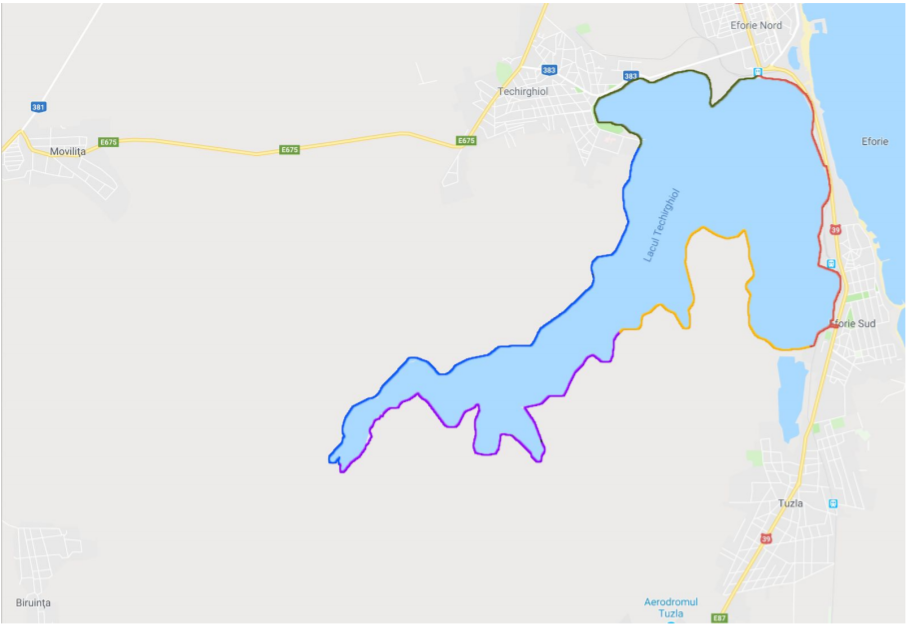 Eforie Nord
383
383
Techirghiol
381
E675
E675
E675
Movilița
Eforie
Lacul Techirghiol
39
Eforie Sud
Tuzla
39
Biruința
Aerodromul
Tuzla
E87